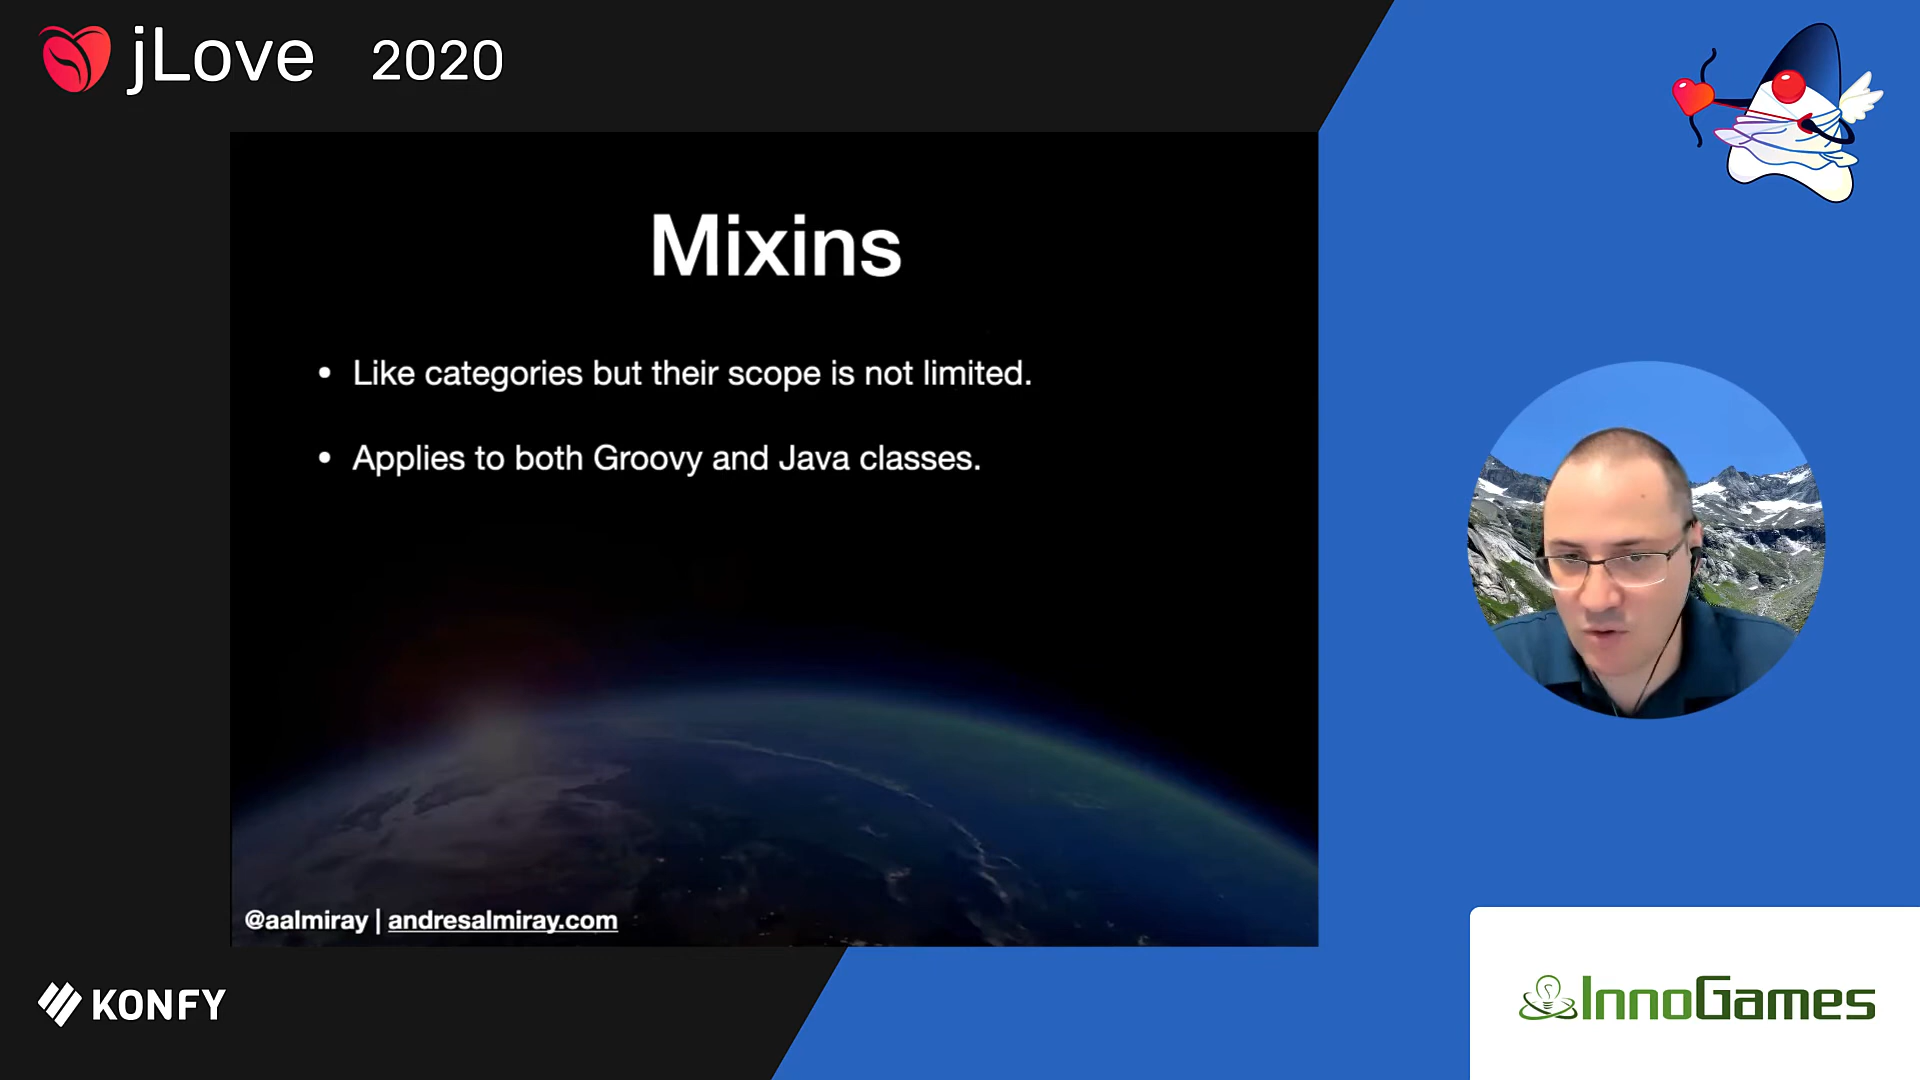 jLove 2020
Mixins
• Like categories but their scope is not limited.
• Applies to both Groovy and Java classes.
@aalmiray | andresalmiray.com
KONFY
InnoGames